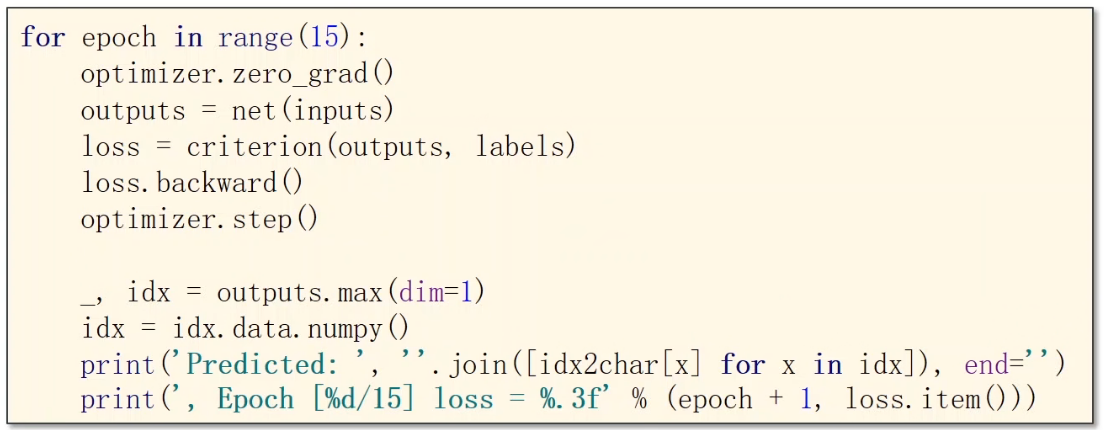 for epoch in range(15):
    optimizer.zero_grad()
    outputs = net(inputs)
    loss = criterion(outputs, labels)
    loss.backward()
    optimizer.step()

    _, idx = outputs.max(dim=1)
    idx = idx.data.numpy()
    print('Predicted: ', ''.join([idx2char[x] for x in idx]), end='')
    print(', Epoch [%d/15] loss = %.3f' % (epoch + 1, loss.item()))